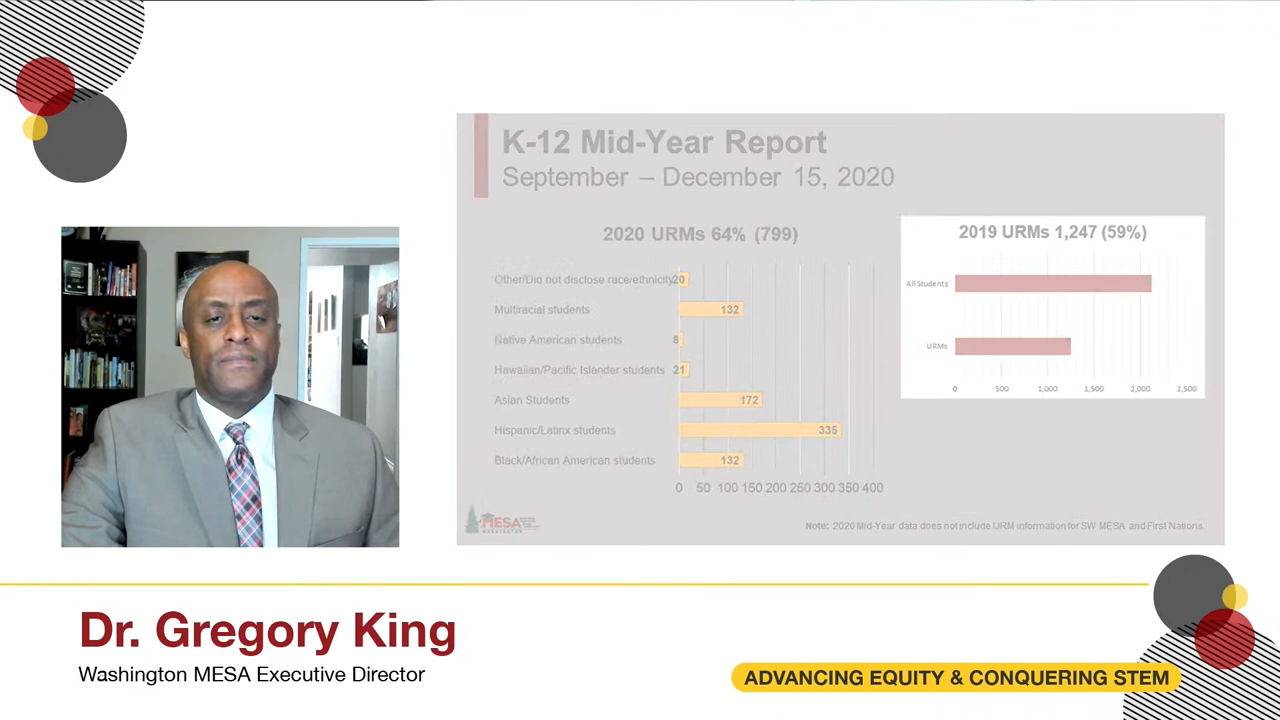 K-12 Mid-Year Report
September – December 15, 2020
2020 URMs 64% (799)
Other/Did not disclose race/ethnicity 20
Multiracial students 132
Native American students 8
Hawaiian/Pacific Islander students 21
Asian Students 172
Hispanic/Latinx students 335
Black/African American students 132
0 50 100 150 200 250 300 350 400
2019 URMs 1,247 (59%)
All Students
URMs
0 500 1,000 1,500 2,000 2,500
MESA
WASHINGTON
Note: 2020 Mid-Year data does not include URM information for SW MESA and First Nations.
Dr. Gregory King
Washington MESA Executive Director
ADVANCING EQUITY & CONQUERING STEM